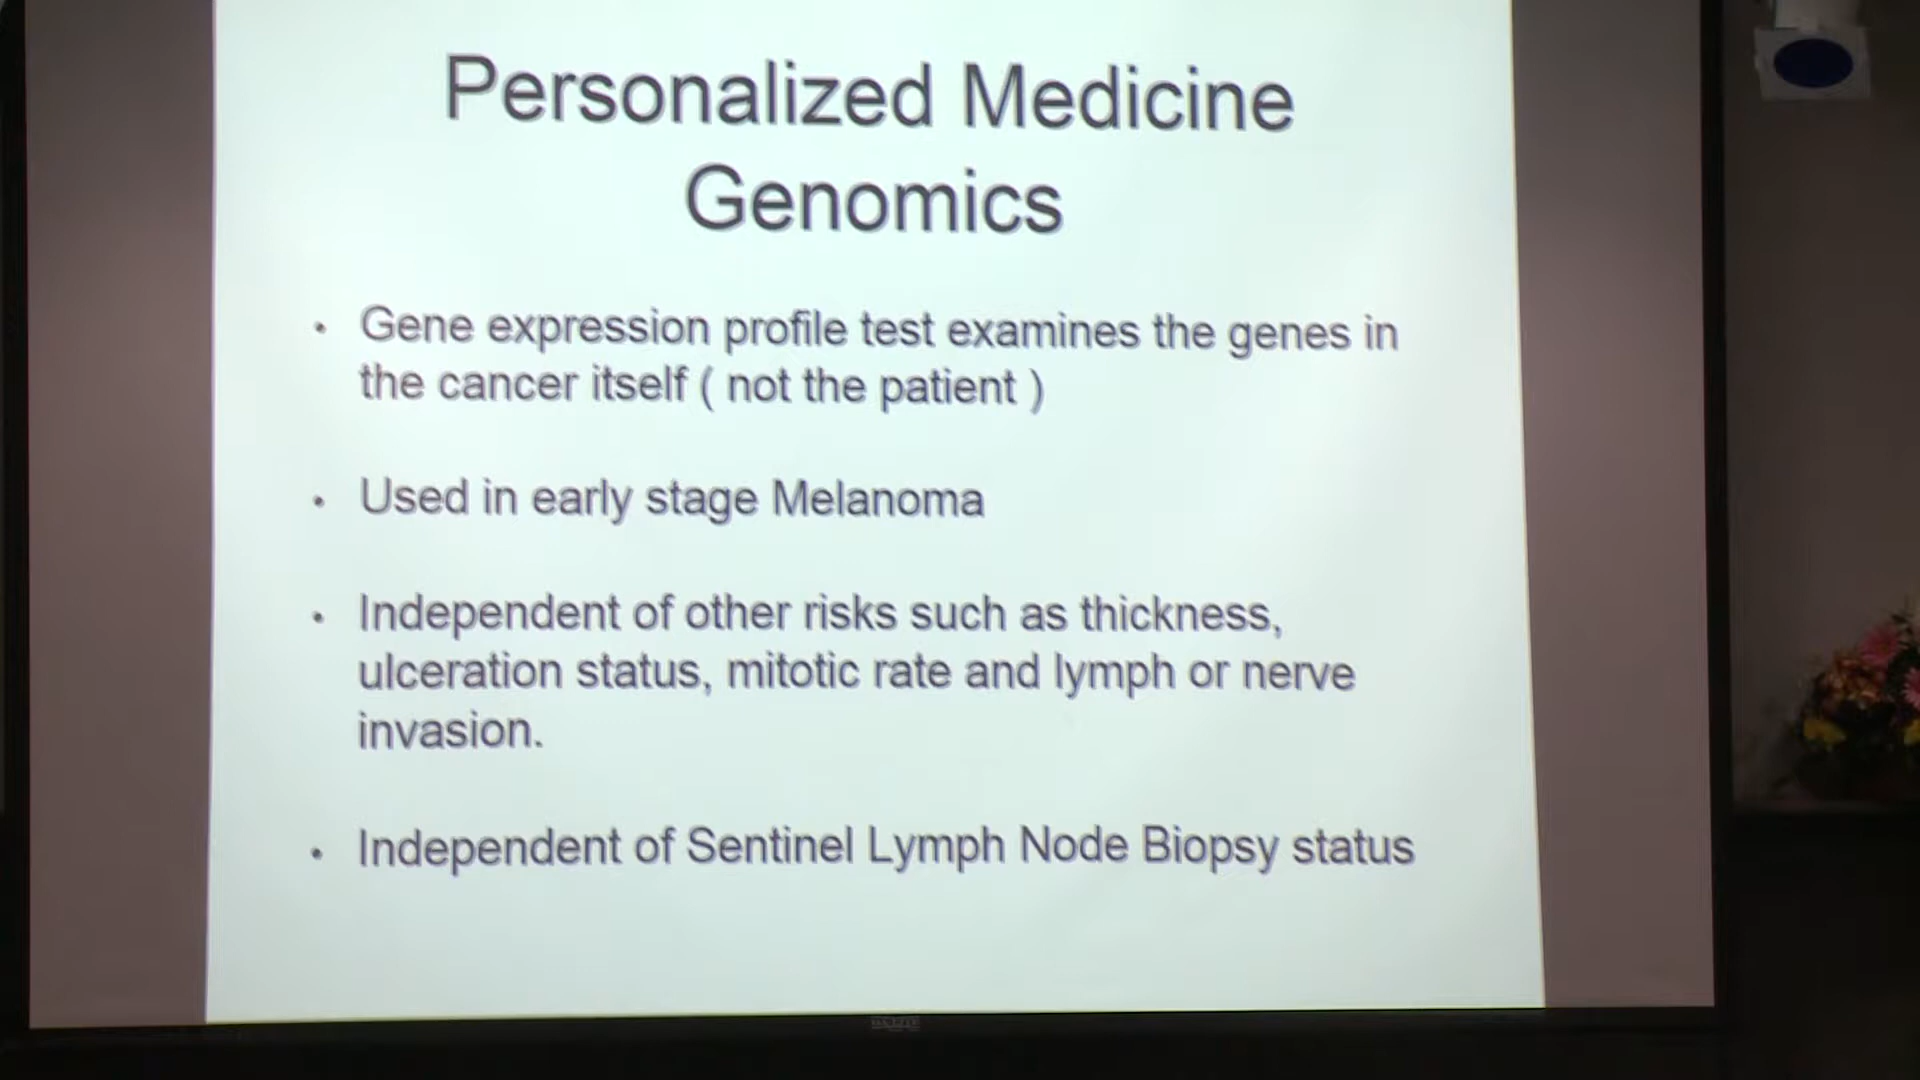 Personalized Medicine
Genomics
• Gene expression profile test examines the genes in
the cancer itself ( not the patient )
• Used in early stage Melanoma
• Independent of other risks such as thickness,
ulceration status, mitotic rate and lymph or nerve
invasion.
• Independent of Sentinel Lymph Node Biopsy status